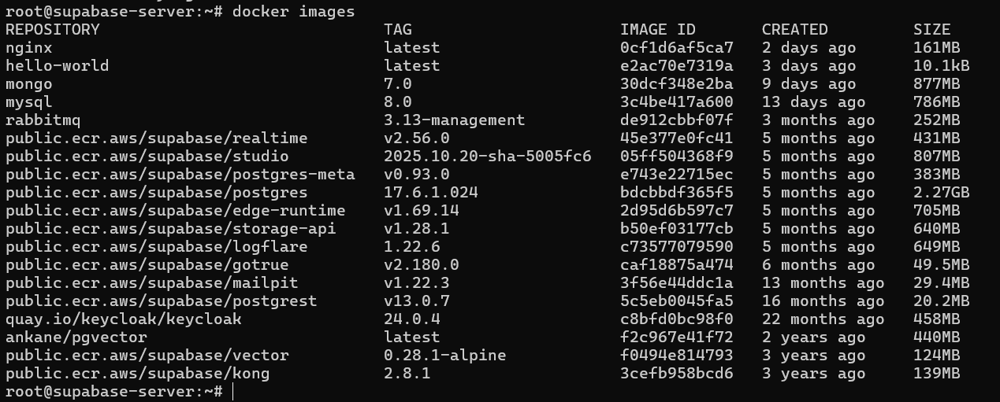 root@supabase-server:~# docker images
REPOSITORY TAG IMAGE ID CREATED SIZE
nginx latest 0cf1d6af5ca7 2 days ago 161MB
hello-world latest e2ac70e7319a 3 days ago 10.1kB
mongo 7.0 30dcf348e2ba 9 days ago 877MB
mysql 8.0 3c4be417a600 13 days ago 786MB
rabbitmq 3.13-management de912cbbf07f 3 months ago 252MB
public.ecr.aws/supabase/realtime v2.56.0 45e377e0fc41 5 months ago 431MB
public.ecr.aws/supabase/studio 2025.10.20-sha-5005fc6 05ff504368f9 5 months ago 807MB
public.ecr.aws/supabase/postgres-meta v0.93.0 e743e22715ec 5 months ago 383MB
public.ecr.aws/supabase/postgres 17.6.1.024 bdcbbdf365f5 5 months ago 2.27GB
public.ecr.aws/supabase/edge-runtime v1.69.14 2d95d6b597c7 5 months ago 705MB
public.ecr.aws/supabase/storage-api v1.28.1 b50ef03177cb 5 months ago 640MB
public.ecr.aws/supabase/logflare 1.22.6 c73577079590 5 months ago 649MB
public.ecr.aws/supabase/gotrue v2.180.0 caf18875a474 6 months ago 49.5MB
public.ecr.aws/supabase/mailpit v1.22.3 3f56e44ddc1a 13 months ago 29.4MB
public.ecr.aws/supabase/postgrest v13.0.7 5c5eb0045fa5 16 months ago 20.2MB
quay.io/keycloak/keycloak 24.0.4 c8bfd0bc98f0 22 months ago 458MB
ankane/pgvector latest f2c967e41f72 2 years ago 440MB
public.ecr.aws/supabase/vector 0.28.1-alpine f0494e814793 3 years ago 124MB
public.ecr.aws/supabase/kong 2.8.1 3cefb958bcd6 3 years ago 139MB
root@supabase-server:~#